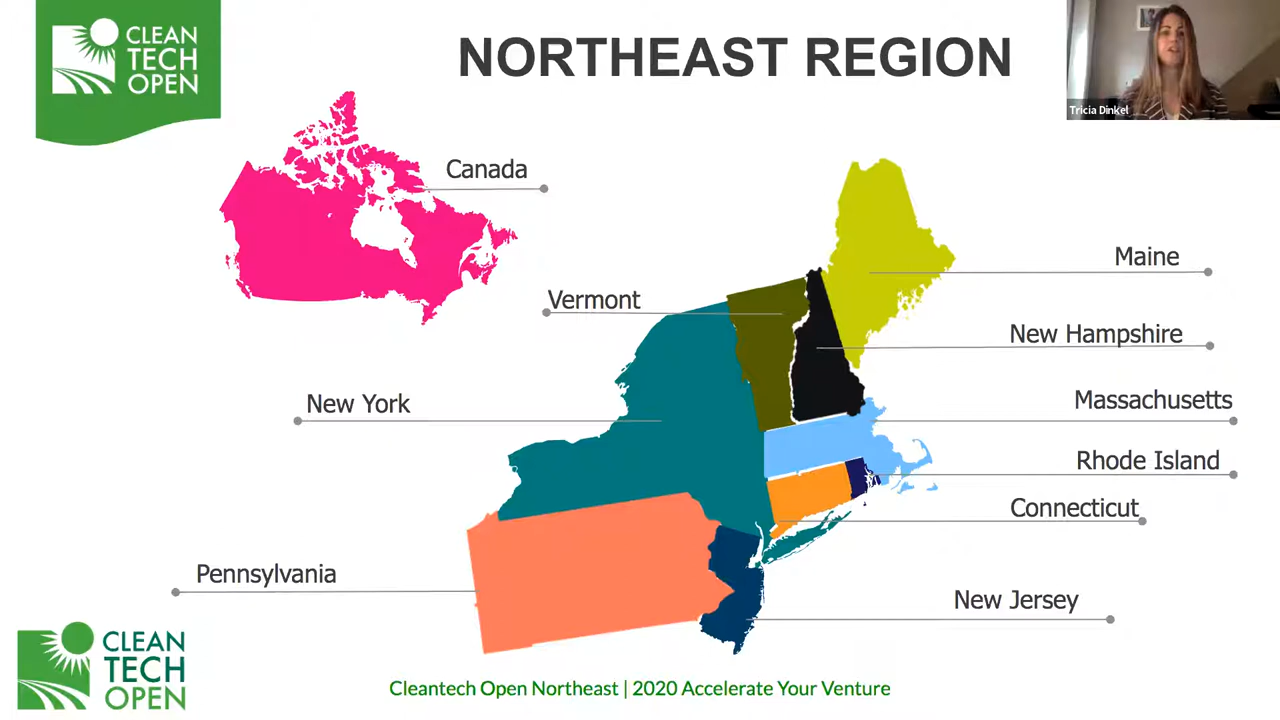 CLEAN
TECH
OPEN
NORTHEAST REGION
Tricia Dinkel
Canada
Maine
Vermont
New Hampshire
New York
Massachusetts
Rhode Island
Connecticut
Pennsylvania
New Jersey
CLEAN
TECH
OPEN
Cleantech Open Northeast | 2020 Accelerate Your Venture